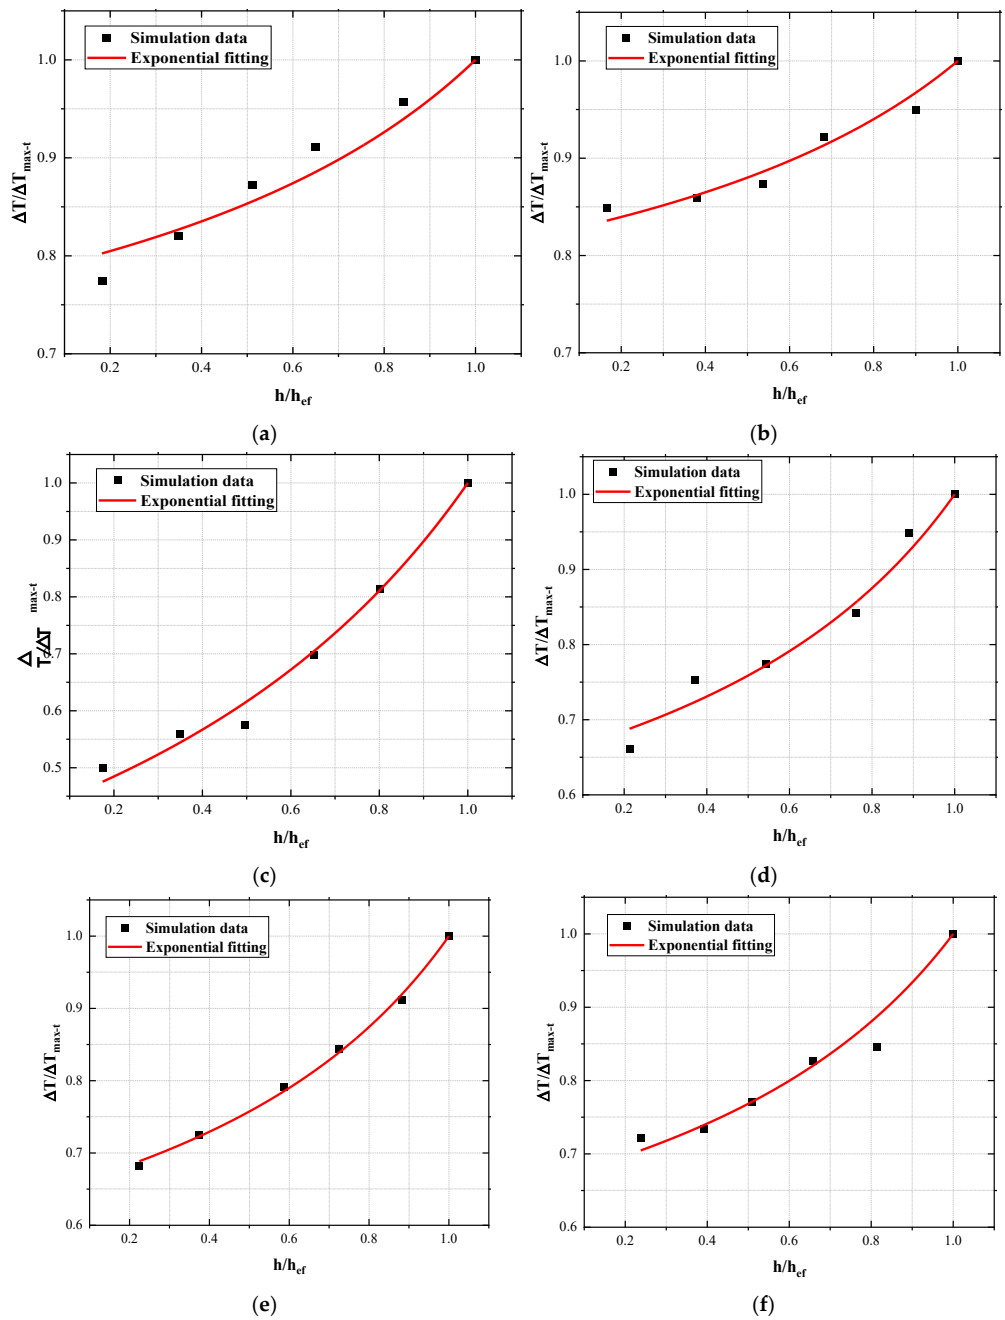 Simulation data
Exponential fitting
1.0
0.9
0.8
0.7
ΔT/ΔTmax-t
0.2 0.4 0.6 0.8 1.0
h/hef
(a)
Simulation data
Exponential fitting
1.0
0.9
0.8
0.7
ΔT/ΔTmax-t
0.2 0.4 0.6 0.8 1.0
h/hef
(b)
Simulation data
Exponential fitting
1.0
0.9
0.8
0.7
0.6
0.5
Δ
T/ΔT max-t
0.2 0.4 0.6 0.8 1.0
h/hef
(c)
Simulation data
Exponential fitting
1.0
0.9
0.8
0.7
0.6
ΔT/ΔTmax-t
0.2 0.4 0.6 0.8 1.0
h/hef
(d)
Simulation data
Exponential fitting
1.0
0.9
0.8
0.7
0.6
ΔT/ΔTmax-t
0.2 0.4 0.6 0.8 1.0
h/hef
(e)
Simulation data
Exponential fitting
1.0
0.9
0.8
0.7
0.6
ΔT/ΔTmax-t
0.2 0.4 0.6 0.8 1.0
h/hef
(f)